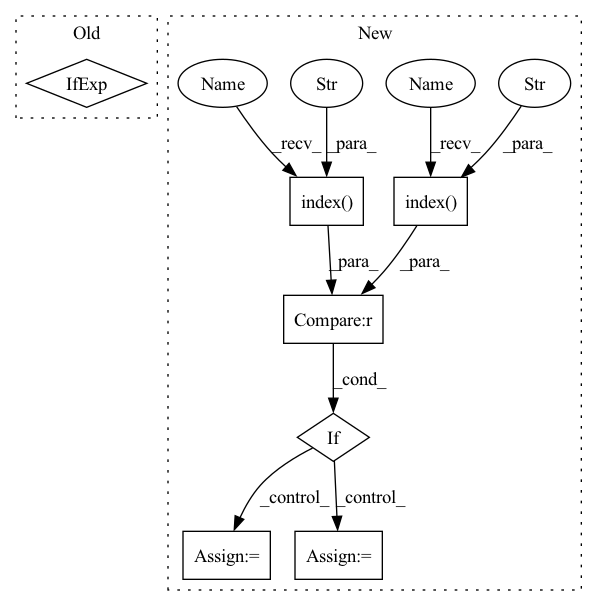 Old
New
IfExp
Name
Str
Name
Str
_recv_
_para_
_recv_
_para_
index()
index()
_para_
_para_
Compare:r
_cond_
If
_control_
_control_
Assign:=
Assign:=